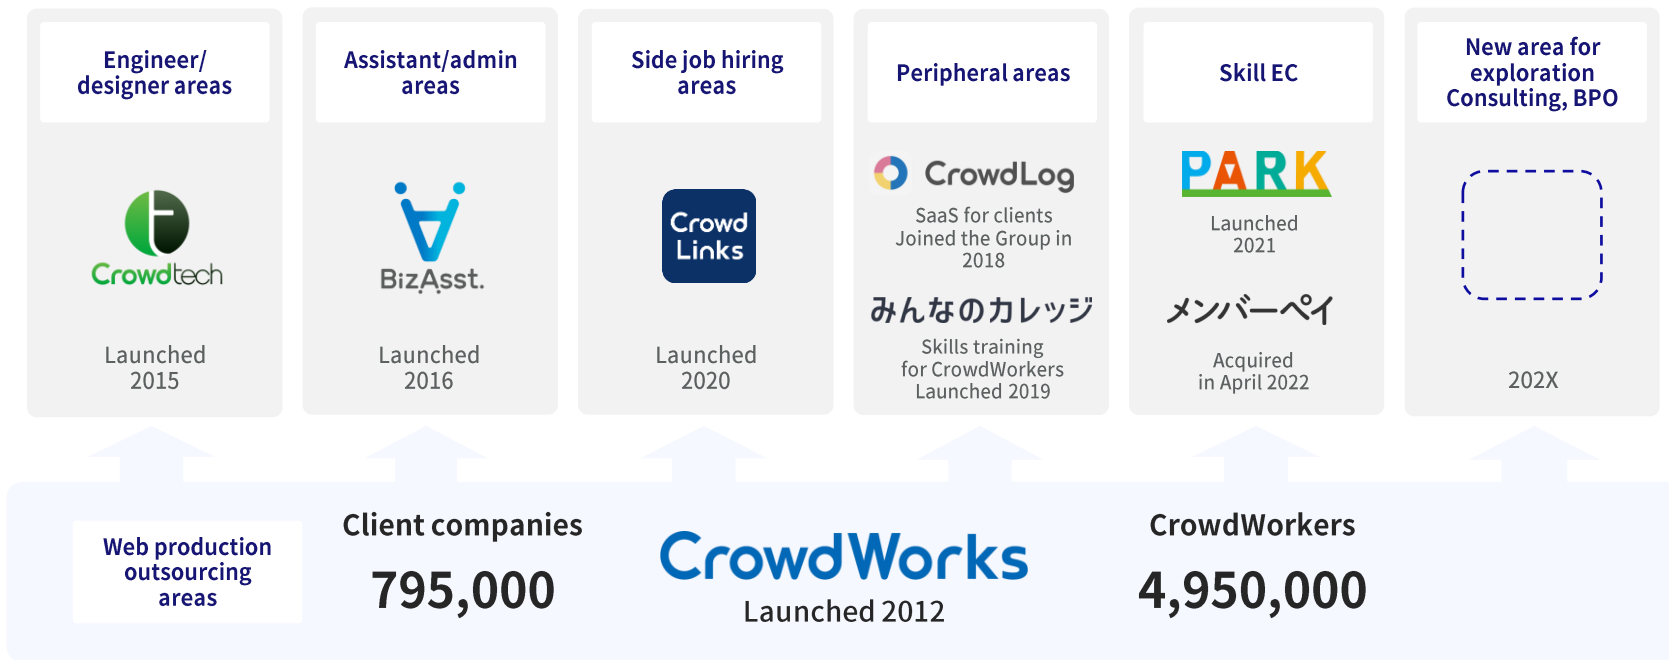 Engineer/
designer areas
Crowdtech
Launched
2015
Assistant/admin
areas
BizAsst.
Launched
2016
Side job hiring
areas
Crowd
Links
Launched
2020
Peripheral areas
CrowdLog
SaaS for clients
Joined the Group in
2018
みんなのカレッジ
Skills training
for CrowdWorkers
Launched 2019
Skill EC
PARK
Launched
2021
メンバーペイ
Acquired
in April 2022
New area for
exploration
Consulting, BPO
202X
Web production
outsourcing
areas
Client companies
795,000
CrowdWorks
Launched 2012
CrowdWorkers
4,950,000